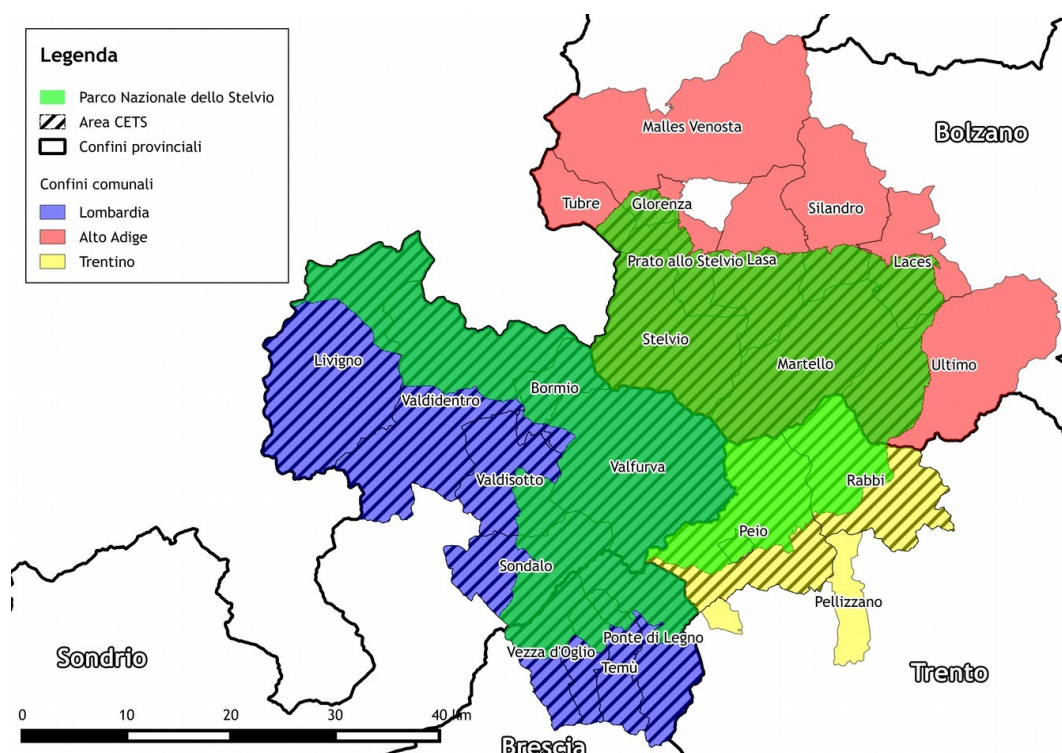 Legenda
Parco Nazionale dello Stelvio
Area CETS
Confini provinciali
Confini comunali
Lombardia
Alto Adige
Trentino
Malles Venosta
Bolzano
Tubre
Glorenza
Silandro
Prato allo Stelvio
Lasa
Laces
Stelvio
Livigno
Martello
Ultimo
Bormio
Valdidentro
Valfurva
Valdisotto
Rabbi
Peio
Sondalo
Pellizzano
Ponte di Legno
Vezza d'Oglio
Temù
Sondrio
Trento
0 10 20 30 40 km
Brescia